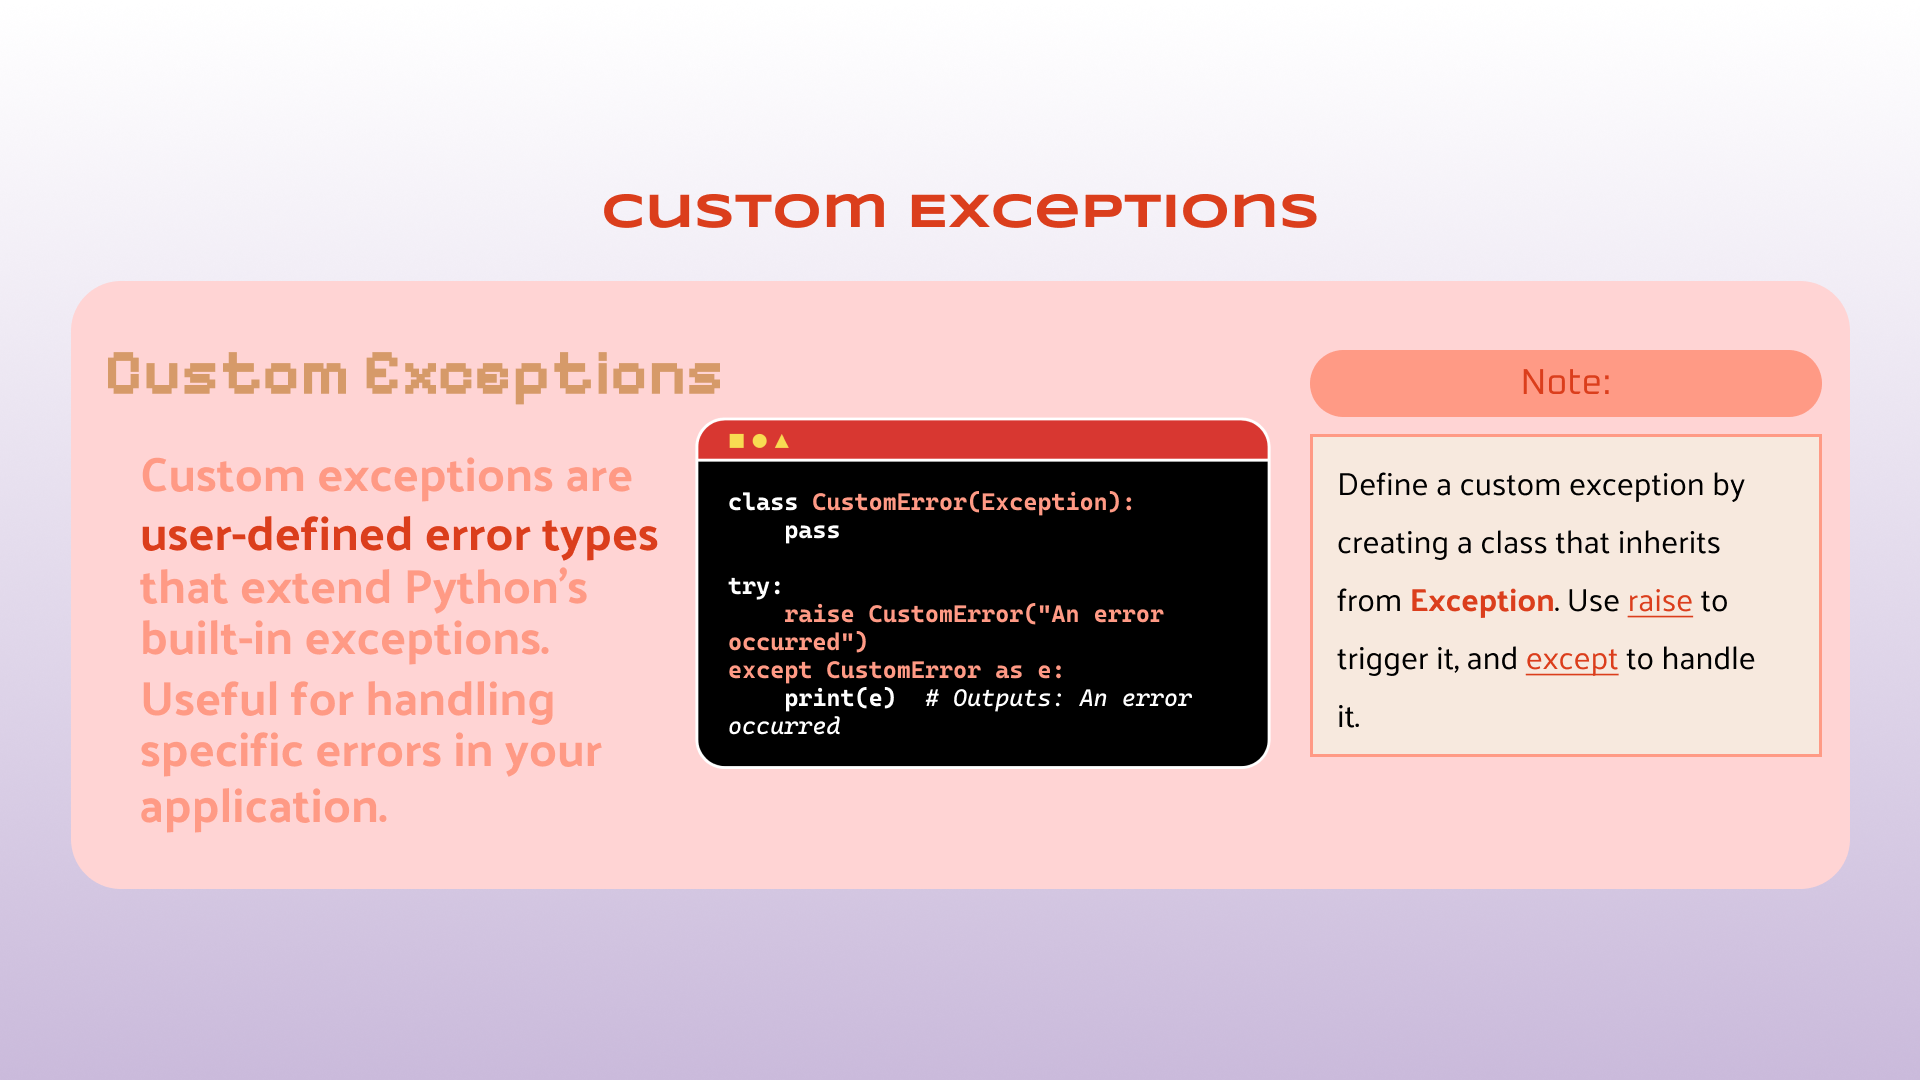 Custom Exceptions
Custom Exceptions
Custom exceptions are
user-defined error types
that extend Python’s
built-in exceptions.
Useful for handling
specific errors in your
application.
class CustomError(Exception):
    pass
try:
    raise CustomError("An error
occurred")
except CustomError as e:
    print(e)  # Outputs: An error
occurred
Note:
Define a custom exception by
creating a class that inherits
from Exception. Use raise to
trigger it, and except to handle
it.